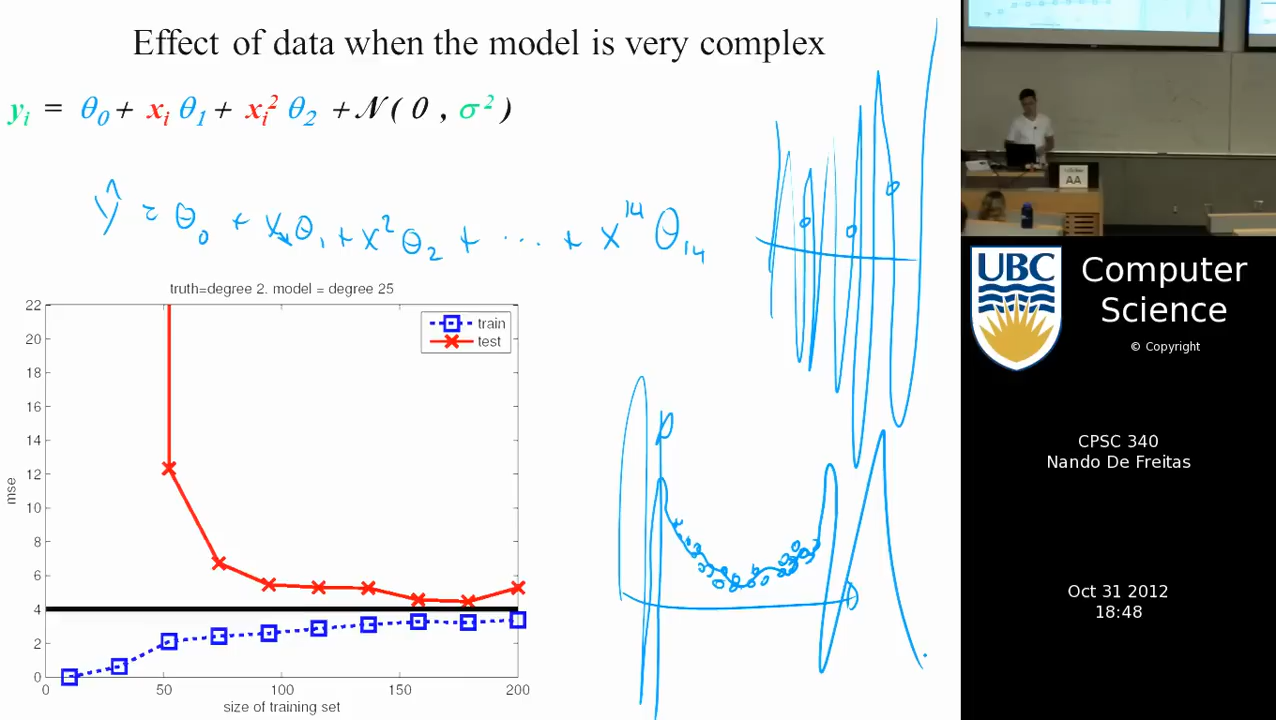 Effect of data when the model is very complex
yᵢ = θ₀ + xᵢ θ₁ + xᵢ² θ₂ + 𝒩 ( 0 , σ² )
ŷ = θ₀ + x θ₁ + x² θ₂ + ... + x¹⁴ θ₁₄
truth=degree 2. model = degree 25
22
20
18
16
14
12
10
8
6
4
2
0
mse
train
test
0 50 100 150 200
size of training set
AA
UBC
Computer
Science
© Copyright
CPSC 340
Nando De Freitas
Oct 31 2012
18:48